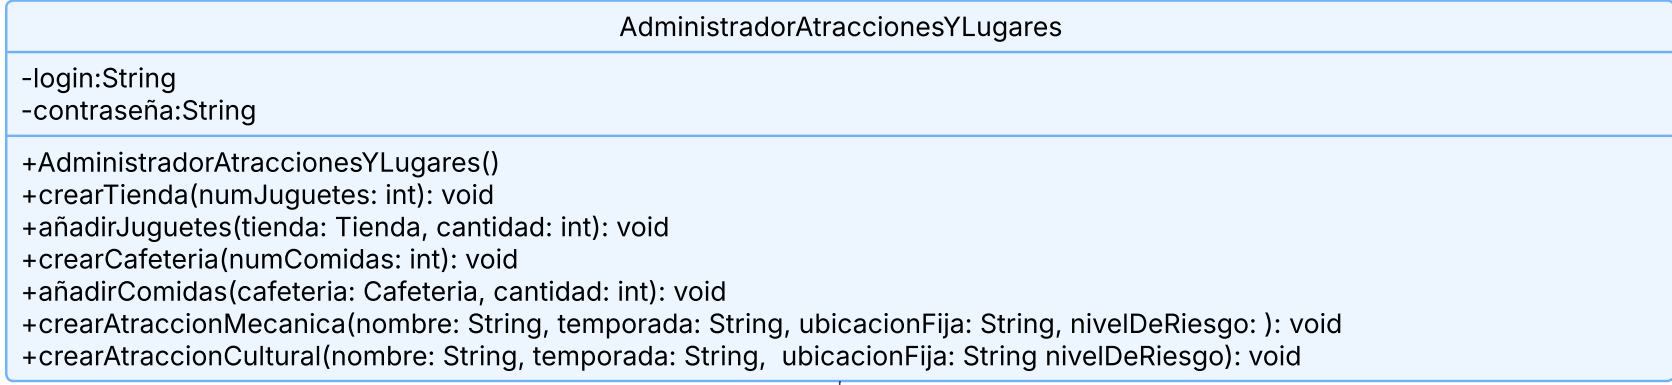 AdministradorAtraccionesYLugares
-login:String
-contraseña:String
+AdministradorAtraccionesYLugares()
+crearTienda(numJuguetes: int): void
+añadirJuguetes(tienda: Tienda, cantidad: int): void
+crearCafeteria(numComidas: int): void
+añadirComidas(cafeteria: Cafeteria, cantidad: int): void
+crearAtraccionMecanica(nombre: String, temporada: String, ubicacionFija: String, nivelDeRiesgo: ): void
+crearAtraccionCultural(nombre: String, temporada: String,  ubicacionFija: String nivelDeRiesgo): void